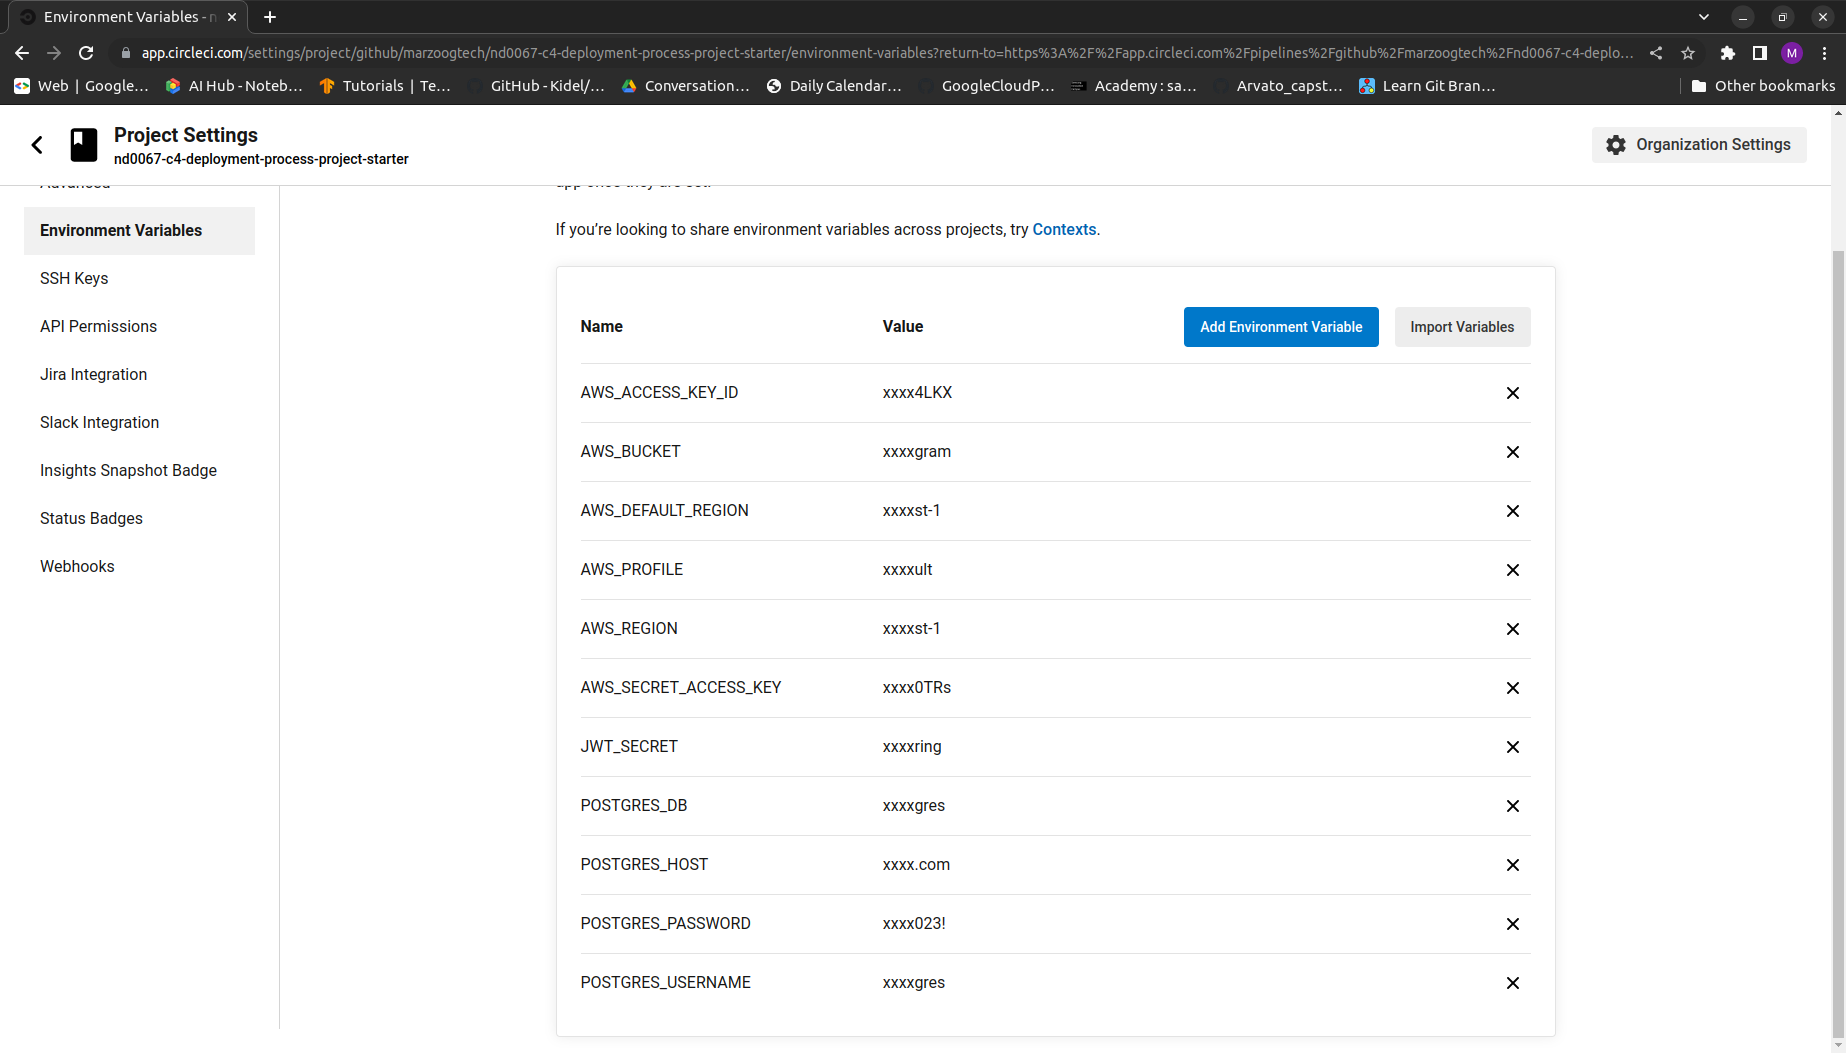 Environment Variables - n
app.circleci.com/settings/project/github/marzoogtech/nd0067-c4-deployment-process-project-starter/environment-variables?return-to=https%3A%2F%2Fapp.circleci.com%2Fpipelines%2Fgithub%2Fmarzoogtech%2Fnd0067-c4-deplo...
M
Web | Google... AI Hub - Noteb... Tutorials | Te... GitHub - Kidel/... Conversation... Daily Calendar... GoogleCloudP... Academy : sa... Arvato_capst... Learn Git Bran... Other bookmarks
Project Settings
nd0067-c4-deployment-process-project-starter
Organization Settings
Advanced
app once they are set.
Environment Variables
SSH Keys
API Permissions
Jira Integration
Slack Integration
Insights Snapshot Badge
Status Badges
Webhooks
If you’re looking to share environment variables across projects, try Contexts.
Name Value Add Environment Variable Import Variables
AWS_ACCESS_KEY_ID xxxx4LKX
AWS_BUCKET xxxxgram
AWS_DEFAULT_REGION xxxxst-1
AWS_PROFILE xxxxult
AWS_REGION xxxxst-1
AWS_SECRET_ACCESS_KEY xxxx0TRs
JWT_SECRET xxxxring
POSTGRES_DB xxxxgres
POSTGRES_HOST xxxx.com
POSTGRES_PASSWORD xxxx023!
POSTGRES_USERNAME xxxxgres